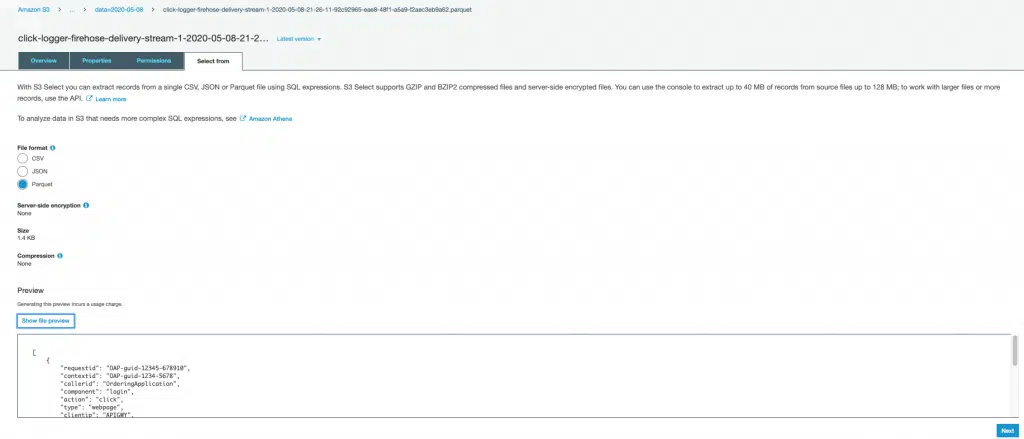 Amazon S3 > ... > data=2020-05-08 > click-logger-firehose-delivery-stream-1-2020-05-08-21-26-11-92c92965-eae8-48f1-a5a9-f2aec3eb9a62.parquet
click-logger-firehose-delivery-stream-1-2020-05-08-21-2... Latest version
Overview Properties Permissions Select from
With S3 Select you can extract records from a single CSV, JSON or Parquet file using SQL expressions. S3 Select supports GZIP and BZIP2 compressed files and server-side encrypted files. You can use the console to extract up to 40 MB of records from source files up to 128 MB; to work with larger files or more
records, use the API. Learn more
To analyze data in S3 that needs more complex SQL expressions, see Amazon Athena
File format
CSV
JSON
Parquet
Server-side encryption
None
Size
1.4 KB
Compression
None
Preview
Generating this preview incurs a usage charge.
Show file preview
[
{
"requestid": "OAP-guid-12345-678910",
"contextid": "OAP-guid-1234-5678",
"callerid": "OrderingApplication",
"component": "login",
"action": "click",
"type": "webpage",
"clientip": "APIGWY",
Next